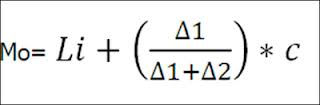 Mo= Li + (Δ1 / Δ1+Δ2) * c